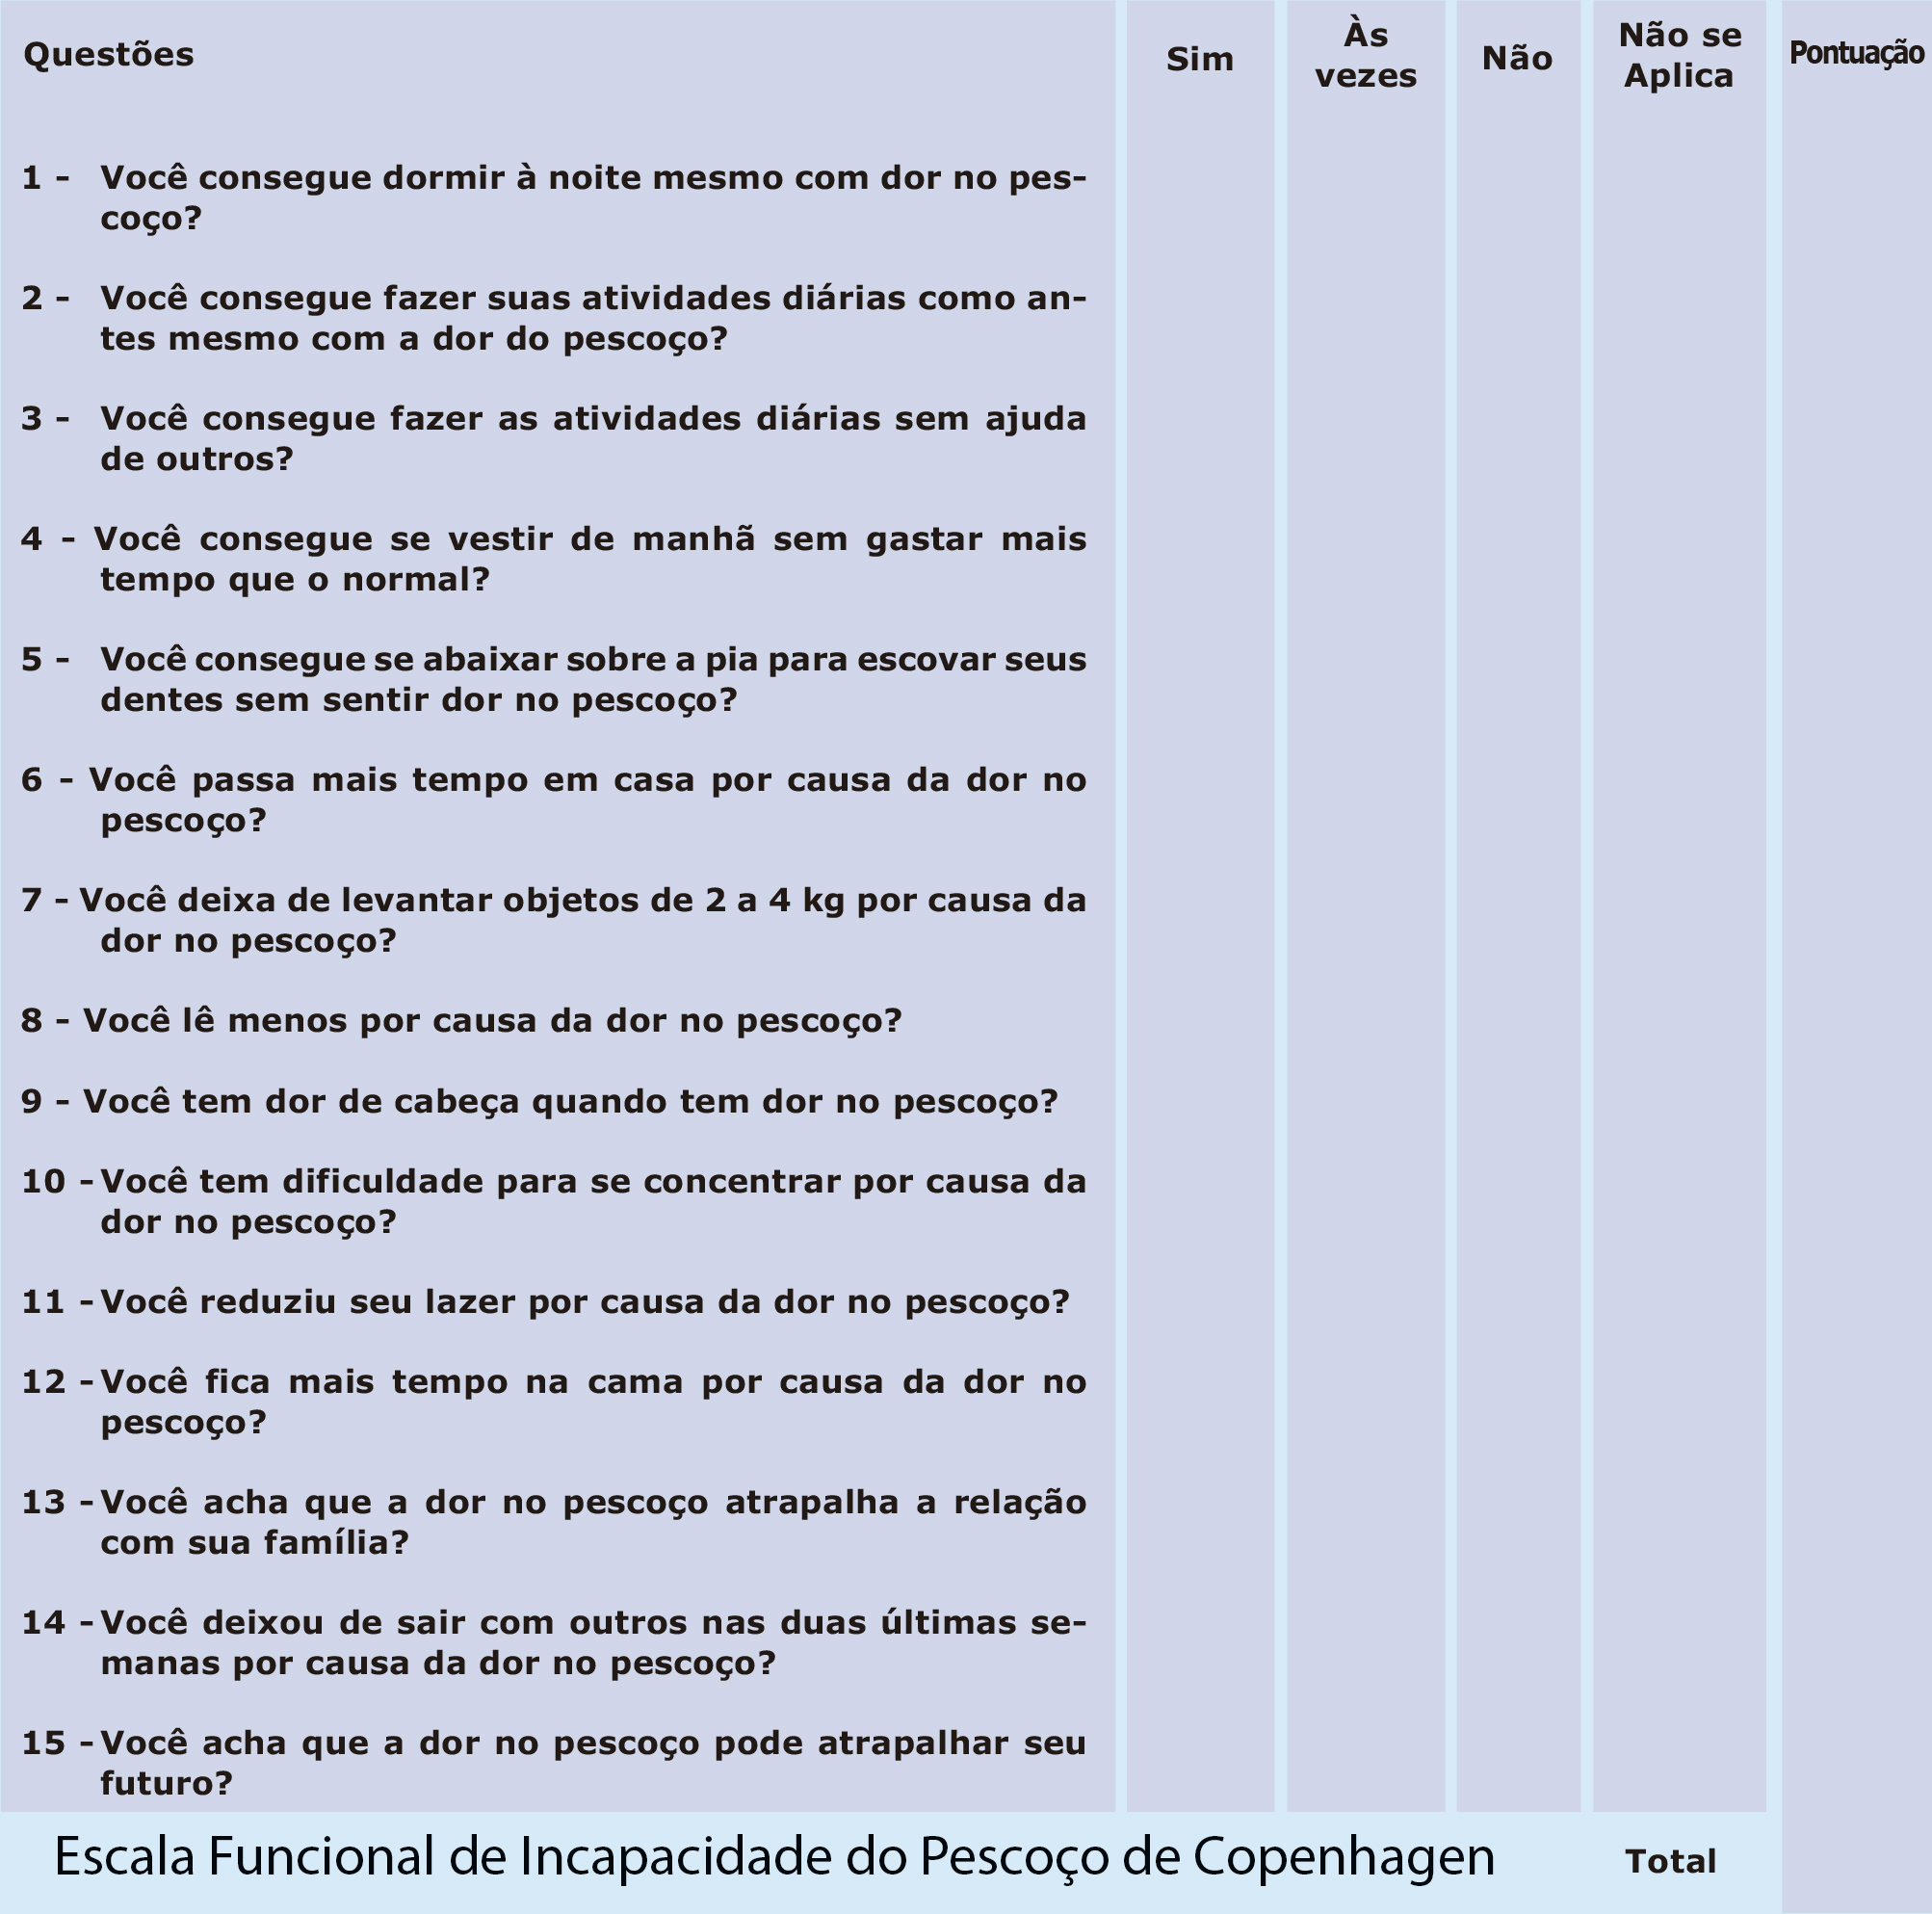 Questões Sim Às vezes Não Não se Aplica Pontuação
1 - Você consegue dormir à noite mesmo com dor no pes-
coço?
2 - Você consegue fazer suas atividades diárias como an-
tes mesmo com a dor do pescoço?
3 - Você consegue fazer as atividades diárias sem ajuda
de outros?
4 - Você consegue se vestir de manhã sem gastar mais
tempo que o normal?
5 - Você consegue se abaixar sobre a pia para escovar seus
dentes sem sentir dor no pescoço?
6 - Você passa mais tempo em casa por causa da dor no
pescoço?
7 - Você deixa de levantar objetos de 2 a 4 kg por causa da
dor no pescoço?
8 - Você lê menos por causa da dor no pescoço?
9 - Você tem dor de cabeça quando tem dor no pescoço?
10 - Você tem dificuldade para se concentrar por causa da
dor no pescoço?
11 - Você reduziu seu lazer por causa da dor no pescoço?
12 - Você fica mais tempo na cama por causa da dor no
pescoço?
13 - Você acha que a dor no pescoço atrapalha a relação
com sua família?
14 - Você deixou de sair com outros nas duas últimas se-
manas por causa da dor no pescoço?
15 - Você acha que a dor no pescoço pode atrapalhar seu
futuro?
Escala Funcional de Incapacidade do Pescoço de Copenhagen Total